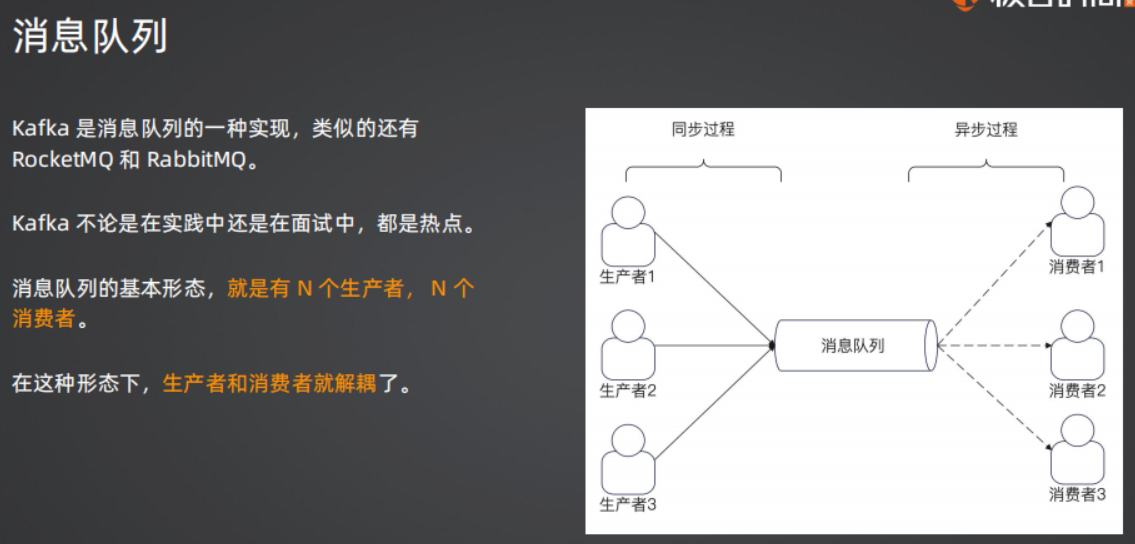 消息队列
Kafka 是消息队列的一种实现，类似的还有
RocketMQ 和 RabbitMQ。
Kafka 不论是在实践中还是在面试中，都是热点。
消息队列的基本形态，就是有 N 个生产者， N 个
消费者。
在这种形态下，生产者和消费者就解耦了。
同步过程
异步过程
生产者1
消费者1
消息队列
生产者2
消费者2
生产者3
消费者3